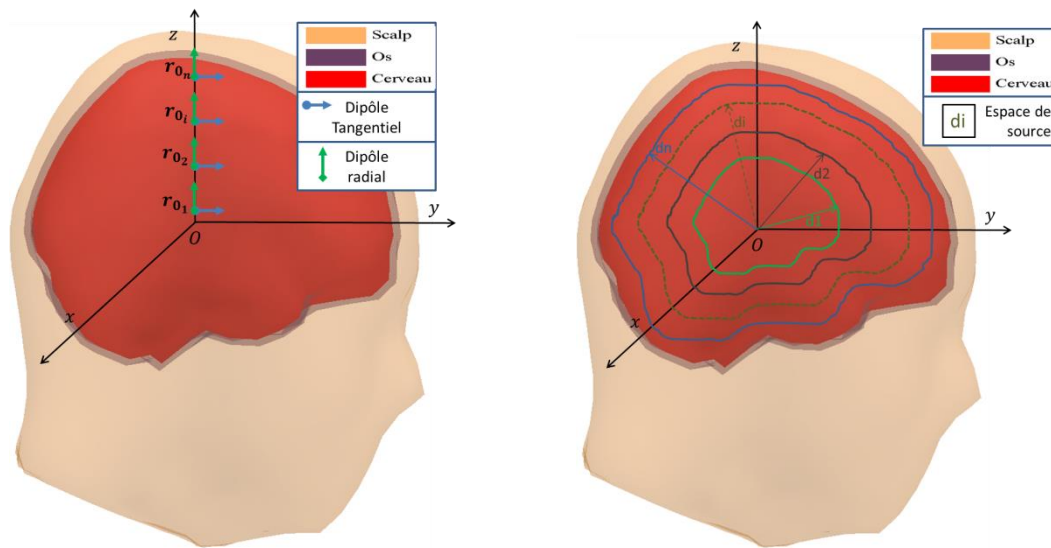 z
Scalp
Os
Cerveau
Dipôle
Tangentiel
Dipôle
radial
r0n
r0i
r02
r01
O
y
x
z
Scalp
Os
Cerveau
di
Espace de
source
di
dn
d2
d1
O
y
x